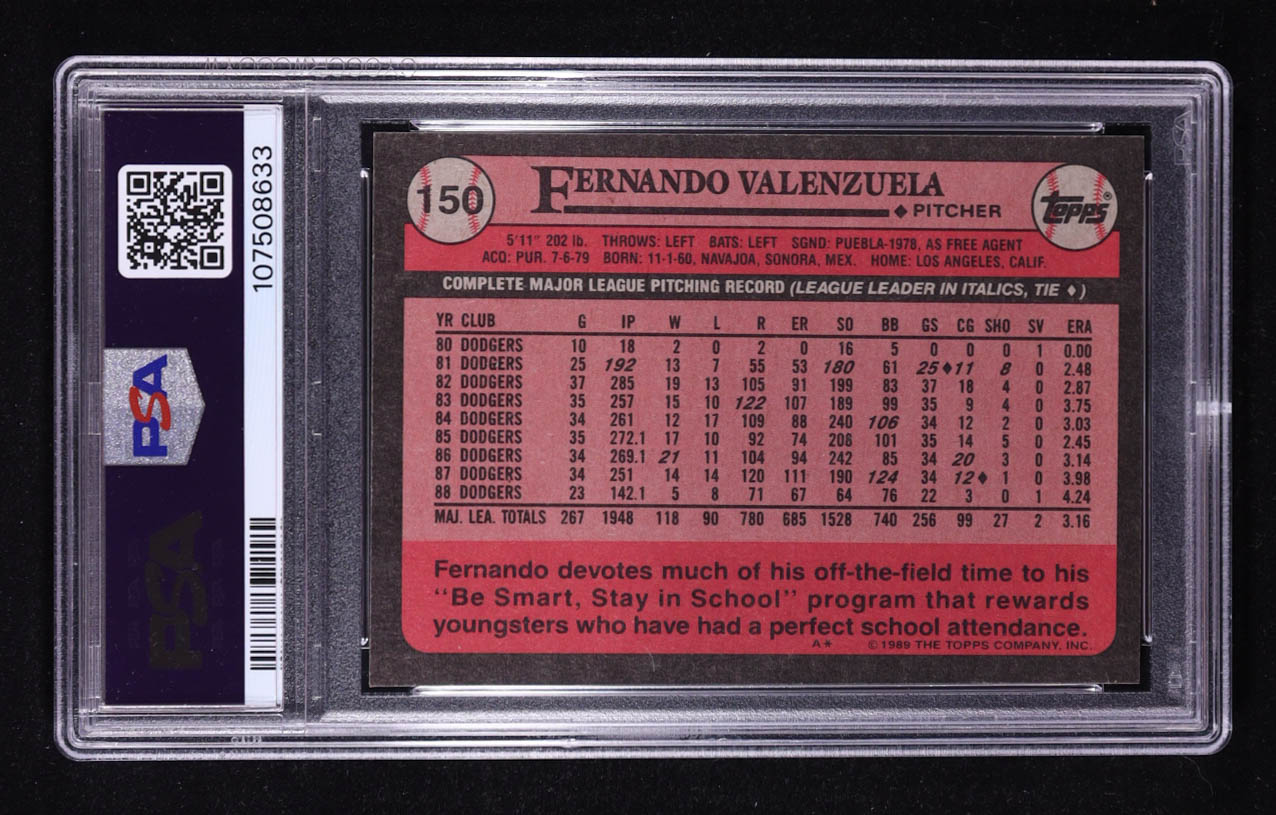 107508633
PSA
PSA
150
FERNANDO VALENZUELA
◆ PITCHER
topps®
5'11" 202 lb. THROWS: LEFT BATS: LEFT SGND: PUEBLA-1978, AS FREE AGENT
ACQ: PUR. 7-6-79 BORN: 11-1-60, NAVAJOA, SONORA, MEX. HOME: LOS ANGELES, CALIF.
COMPLETE MAJOR LEAGUE PITCHING RECORD (LEAGUE LEADER IN ITALICS, TIE ♦)
YR CLUB G IP W L R ER SO BB GS CG SHO SV ERA
80 DODGERS 10 18 2 0 2 0 16 5 0 0 0 1 0.00
81 DODGERS 25 192 13 7 55 53 180 61 25 ♦11 8 0 2.48
82 DODGERS 37 285 19 13 105 91 199 83 37 18 4 0 2.87
83 DODGERS 35 257 15 10 122 107 189 99 35 9 4 0 3.75
84 DODGERS 34 261 12 17 109 88 240 106 34 12 2 0 3.03
85 DODGERS 35 272.1 17 10 92 74 208 101 35 14 5 0 2.45
86 DODGERS 34 269.1 21 11 104 94 242 85 34 20 3 0 3.14
87 DODGERS 34 251 14 14 120 111 190 124 34 12♦ 1 0 3.98
88 DODGERS 23 142.1 5 8 71 67 64 76 22 3 0 1 4.24
MAJ. LEA. TOTALS 267 1948 118 90 780 685 1528 740 256 99 27 2 3.16
Fernando devotes much of his off-the-field time to his
"Be Smart, Stay in School" program that rewards
youngsters who have had a perfect school attendance.
A* © 1989 THE TOPPS COMPANY, INC.